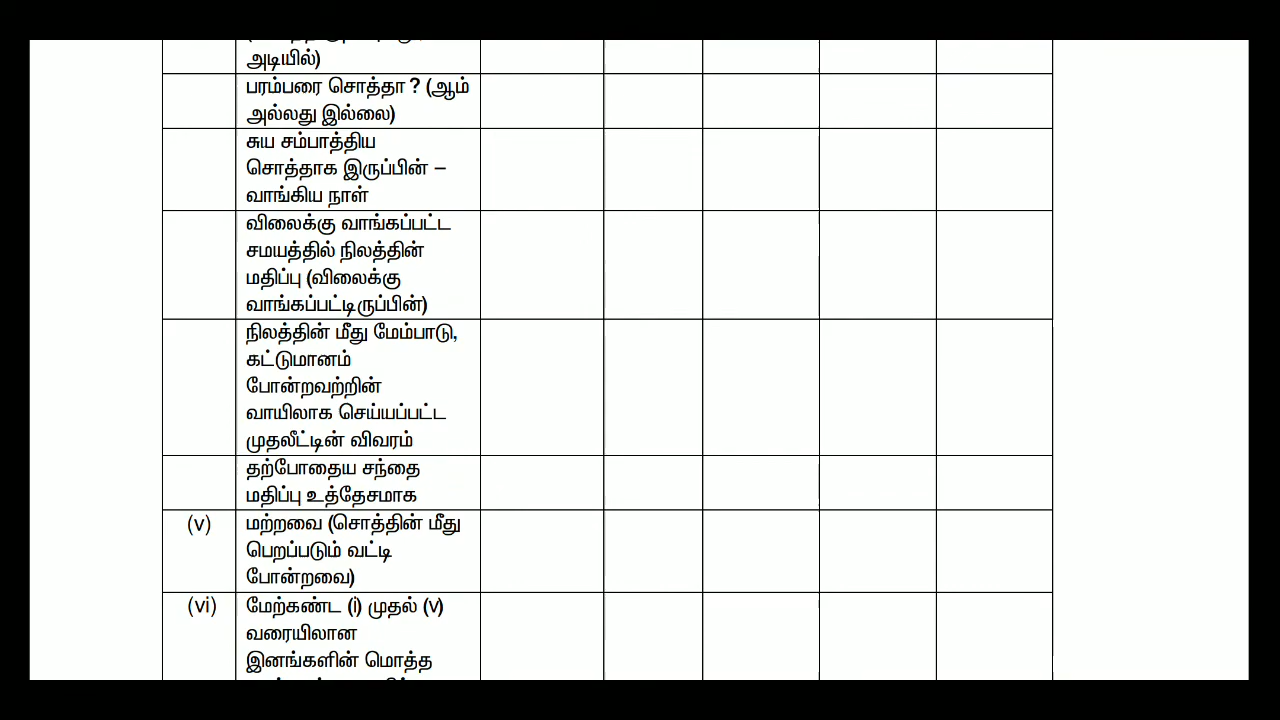 அடியில்)
பரம்பரை சொத்தா ? (ஆம்
அல்லது இல்லை)
சுய சம்பாத்திய
சொத்தாக இருப்பின் –
வாங்கிய நாள்
விலைக்கு வாங்கப்பட்ட
சமயத்தில் நிலத்தின்
மதிப்பு (விலைக்கு
வாங்கப்பட்டிருப்பின்)
நிலத்தின் மீது மேம்பாடு,
கட்டுமானம்
போன்றவற்றின்
வாயிலாக செய்யப்பட்ட
முதலீட்டின் விவரம்
தற்போதைய சந்தை
மதிப்பு உத்தேசமாக
(v) மற்றவை (சொத்தின் மீது
பெறப்படும் வட்டி
போன்றவை)
(vi) மேற்கண்ட (i) முதல் (v)
வரையிலான
இனங்களின் மொத்த